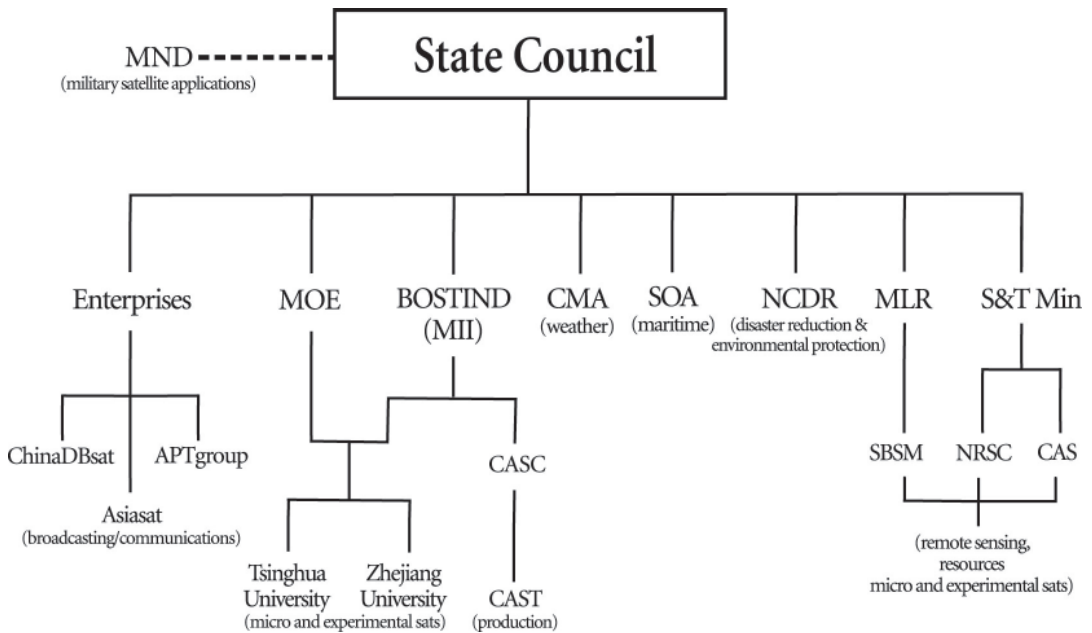 State Council
MND
(military satellite applications)
Enterprises
MOE
BOSTIND
(MII)
CMA
(weather)
SOA
(maritime)
NCDR
(disaster reduction &
environmental protection)
MLR
S&T Min
ChinaDBsat
APTgroup
Asiasat
(broadcasting/communications)
CASC
SBSM
NRSC
CAS
Tsinghua
University
Zhejiang
University
(micro and experimental sats)
CAST
(production)
(remote sensing,
resources
micro and experimental sats)